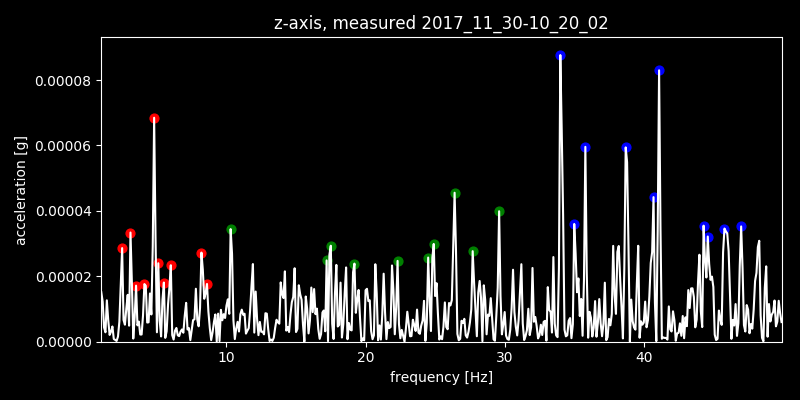 z-axis, measured 2017_11_30-10_20_02
0.00008
0.00006
0.00004
0.00002
0.00000
acceleration [g]
10 20 30 40
frequency [Hz]